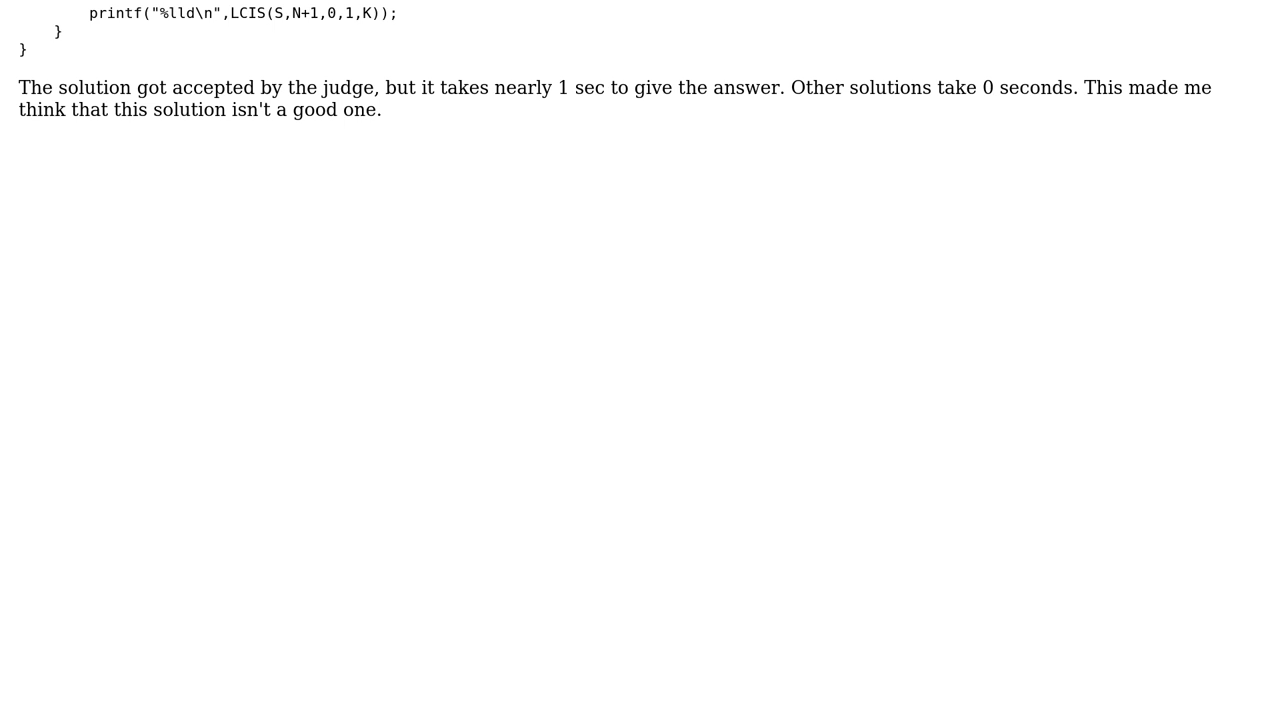 printf("%lld\n",LCIS(S,N+1,0,1,K));
    }
}
The solution got accepted by the judge, but it takes nearly 1 sec to give the answer. Other solutions take 0 seconds. This made me
think that this solution isn't a good one.